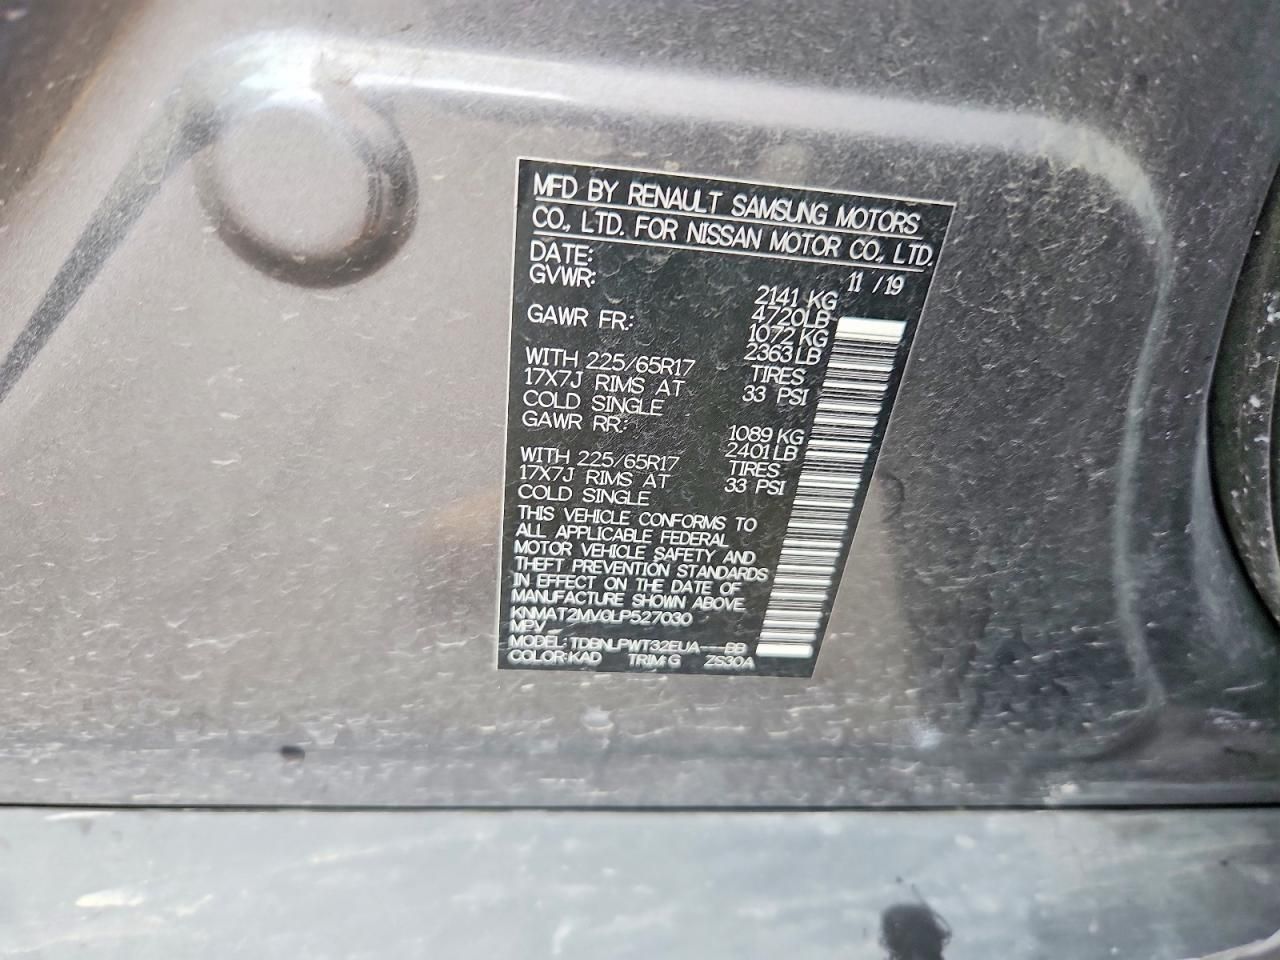 MFD BY RENAULT SAMSUNG MOTORS
CO., LTD. FOR NISSAN MOTOR CO., LTD.
DATE: 11 /19
GVWR: 2141 KG
4720LB
GAWR FR.: 1072 KG
2363 LB
WITH 225/65R17 TIRES
17X7J RIMS AT 33 PSI
COLD SINGLE
GAWR RR.: 1089 KG
2401 LB
WITH 225/65R17 TIRES
17X7J RIMS AT 33 PSI
COLD SINGLE
THIS VEHICLE CONFORMS TO
ALL APPLICABLE FEDERAL
MOTOR VEHICLE SAFETY AND
THEFT PREVENTION STANDARDS
IN EFFECT ON THE DATE OF
MANUFACTURE SHOWN ABOVE.
KNMAT2MV0LP527030
MPV
MODEL: TDBNLPWT32EUA---BB
COLOR:KAD TRIM:G ZS30A